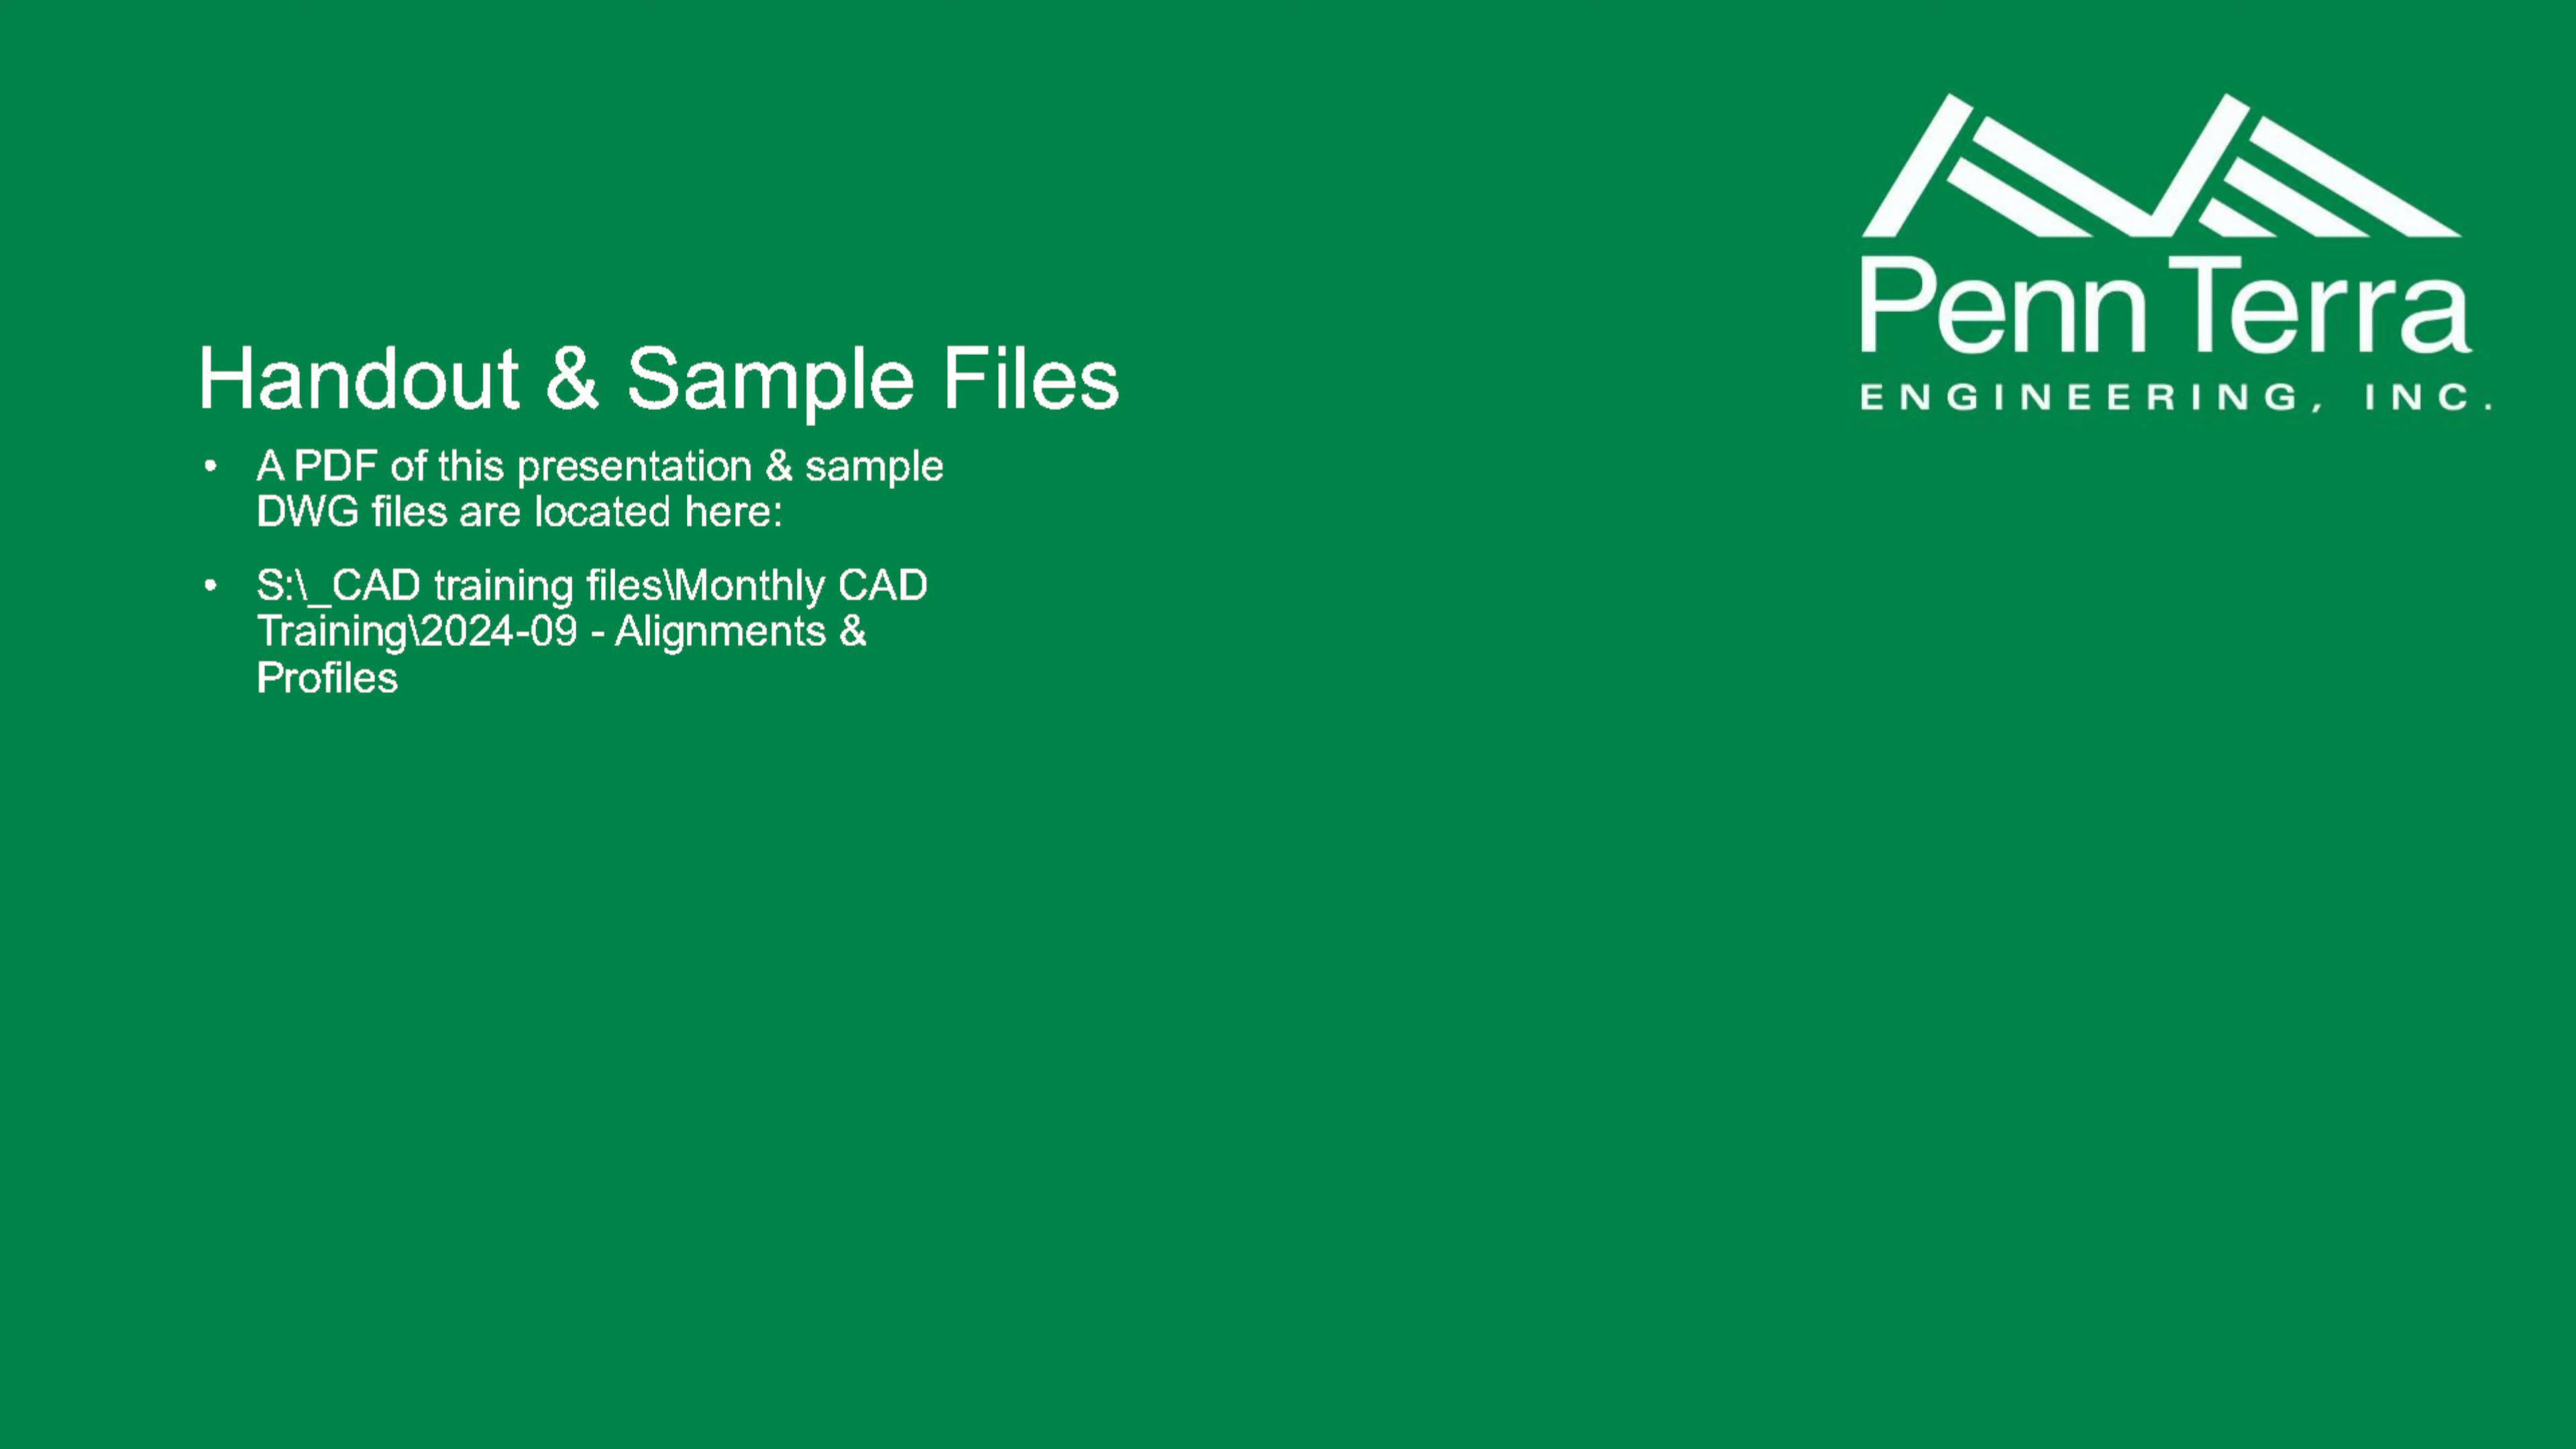 Penn Terra
ENGINEERING, INC.
Handout & Sample Files
• A PDF of this presentation & sample
DWG files are located here:
• S:\_CAD training files\Monthly CAD
Training\2024-09 - Alignments &
Profiles